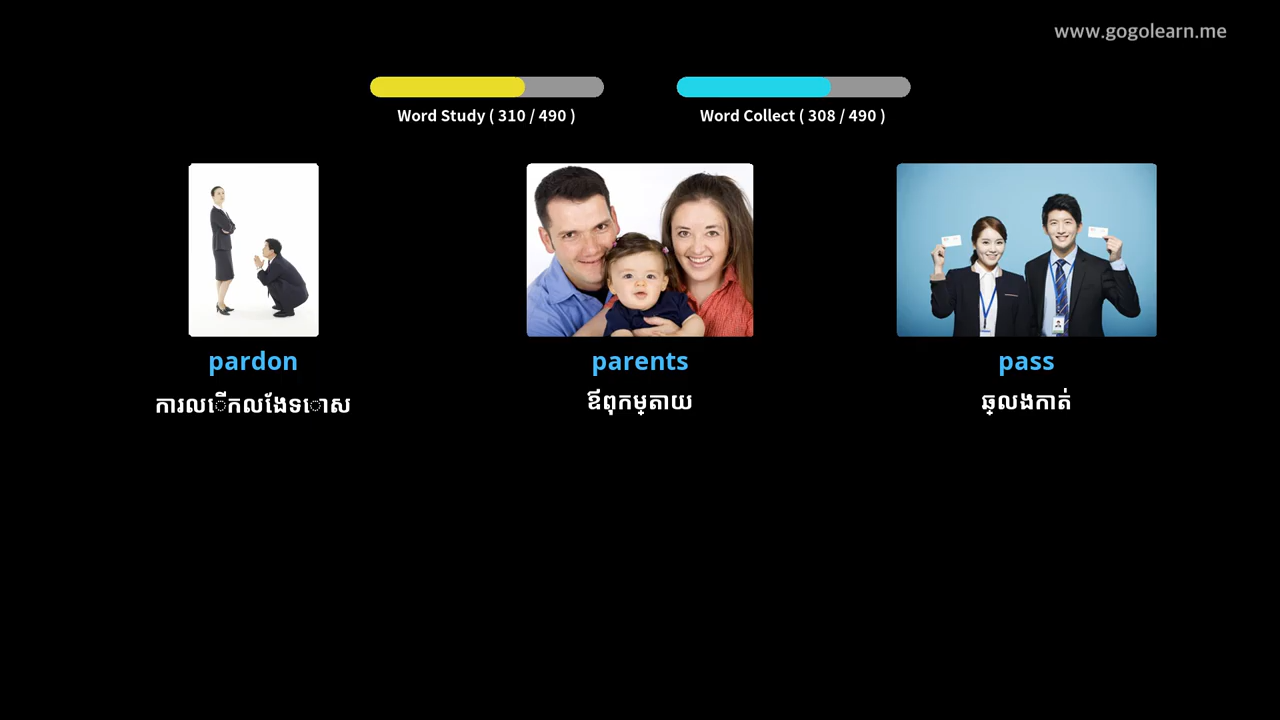 www.gogolearn.me
Word Study ( 310 / 490 )
Word Collect ( 308 / 490 )
pardon
parents
pass
ការលើកលែងទោស
ឪពុកម្តាយ
ឆ្លងកាត់